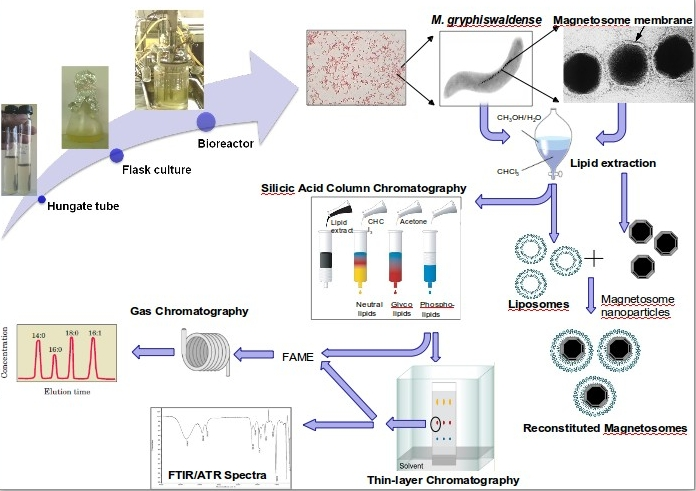 M. gryphiswaldense
Magnetosome membrane
Bioreactor
Flask culture
Hungate tube
CH3OH/H2O
CHCl3
Lipid extraction
Silicic Acid Column Chromatography
Lipid extract
CHCl3
Acetone
Neutral lipids
Glyco lipids
Phospho-lipids
Liposomes
+
Magnetosome
nanoparticles
Gas Chromatography
Concentration
14:0
16:0
18:0
16:1
Elution time
FAME
Reconstituted Magnetosomes
FTIR/ATR Spectra
Solvent
Thin-layer Chromatography